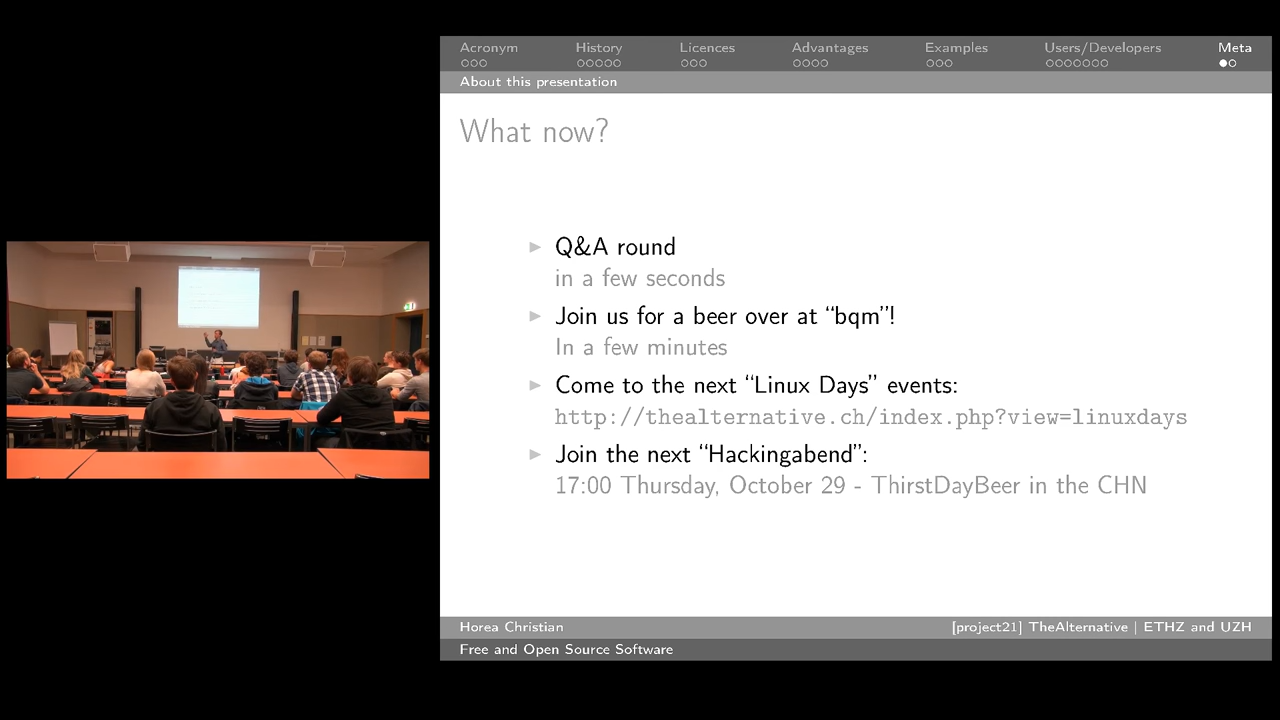 Acronym History Licences Advantages Examples Users/Developers Meta
About this presentation
What now?
Q&A round
in a few seconds
Join us for a beer over at “bqm”!
In a few minutes
Come to the next “Linux Days” events:
http://thealternative.ch/index.php?view=linuxdays
Join the next “Hackingabend”:
17:00 Thursday, October 29 - ThirstDayBeer in the CHN
Horea Christian [project21] TheAlternative | ETHZ and UZH
Free and Open Source Software